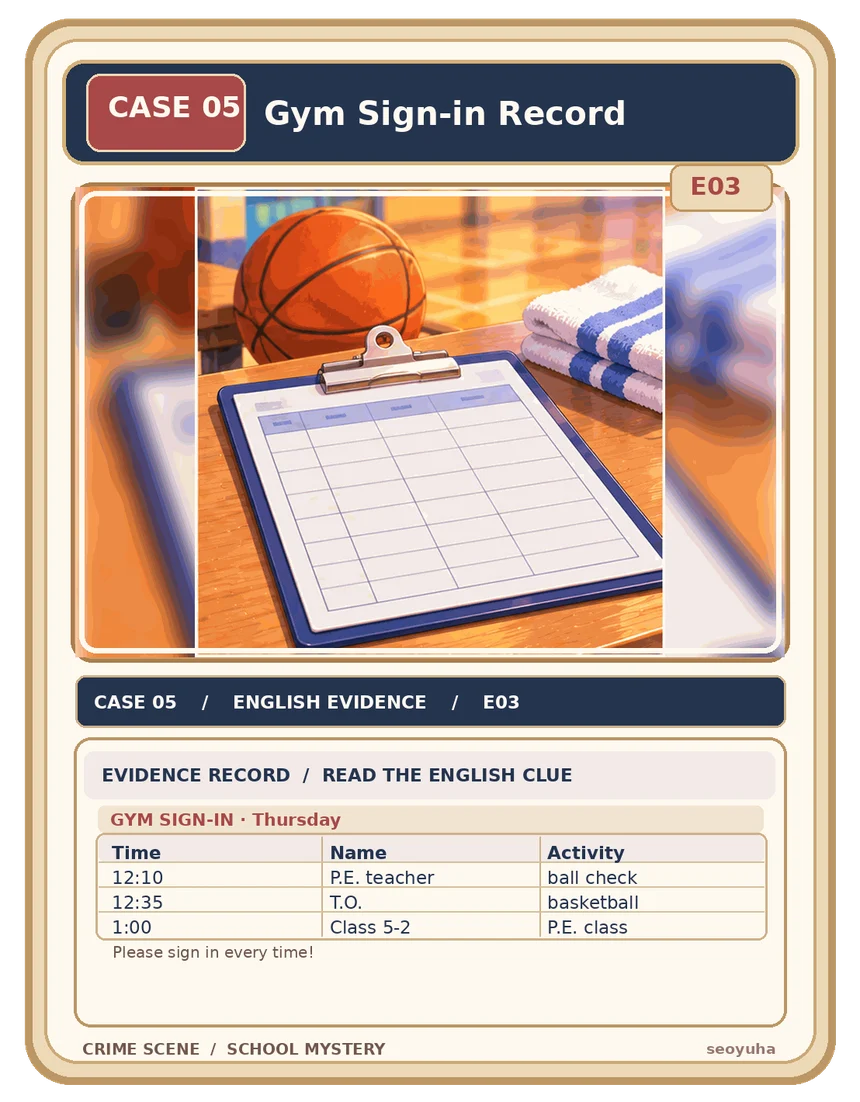 CASE 05 Gym Sign-in Record
E03
CASE 05 / ENGLISH EVIDENCE / E03
EVIDENCE RECORD / READ THE ENGLISH CLUE
GYM SIGN-IN · Thursday
Time Name Activity
12:10 P.E. teacher ball check
12:35 T.O. basketball
1:00 Class 5-2 P.E. class
Please sign in every time!
CRIME SCENE / SCHOOL MYSTERY seoyuha